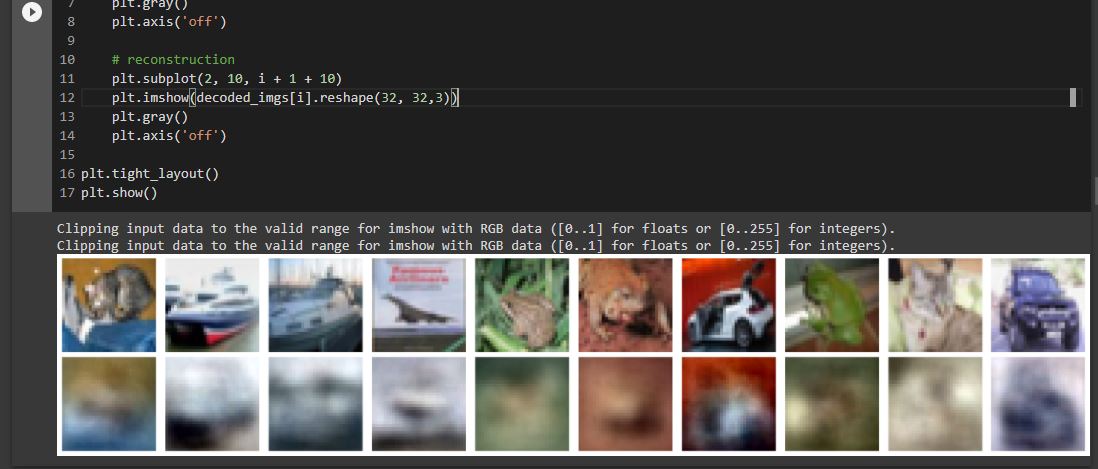 7 plt.gray()
8 plt.axis('off')
9
10 # reconstruction
11 plt.subplot(2, 10, i + 1 + 10)
12 plt.imshow(decoded_imgs[i].reshape(32, 32,3))
13 plt.gray()
14 plt.axis('off')
15
16 plt.tight_layout()
17 plt.show()
Clipping input data to the valid range for imshow with RGB data ([0..1] for floats or [0..255] for integers).
Clipping input data to the valid range for imshow with RGB data ([0..1] for floats or [0..255] for integers).